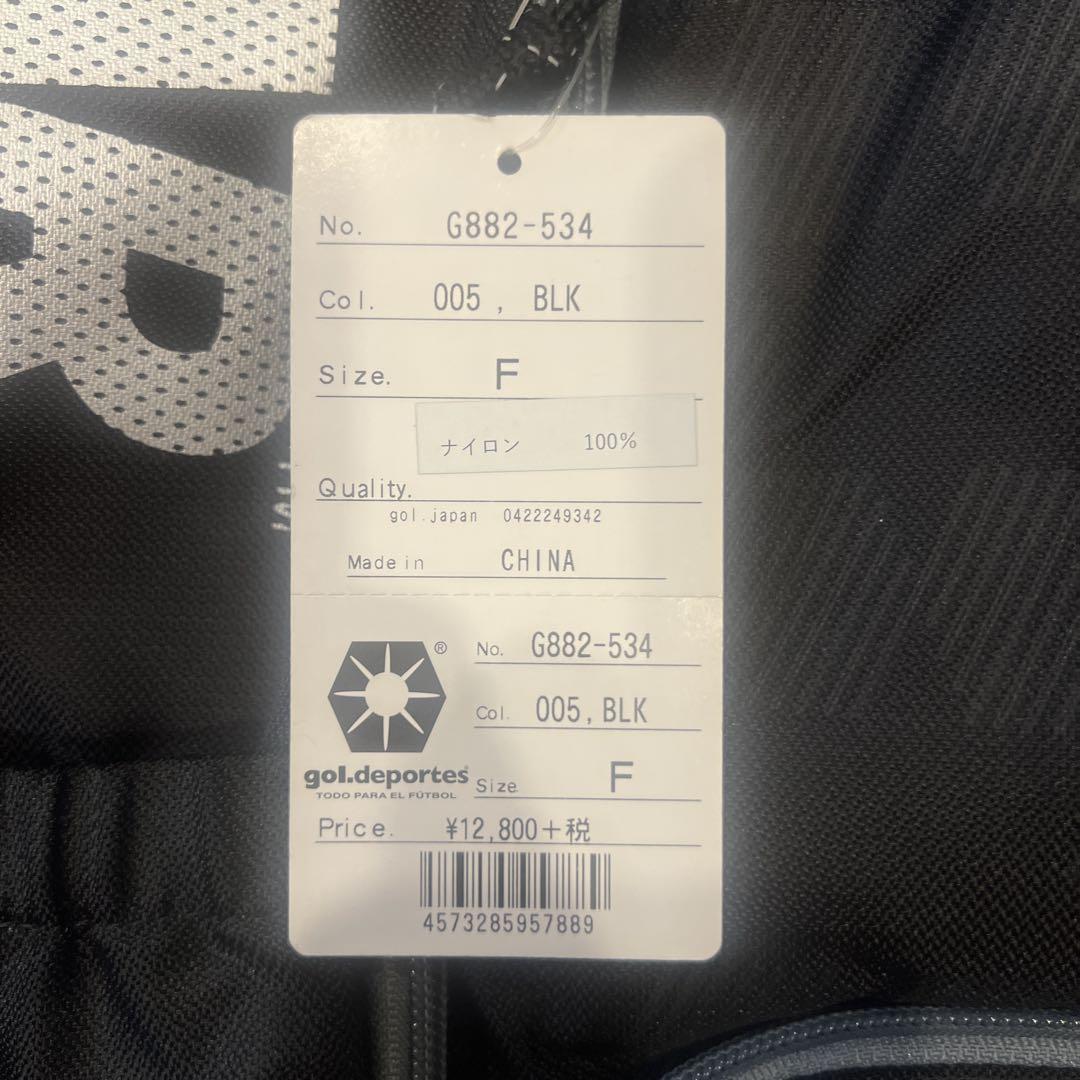 No. G882-534
Col. 005, BLK
Size. F
ナイロン 100%
Quality.
gol.japan 0422249342
Made in CHINA
®
No. G882-534
Col. 005, BLK
gol.deportes®
TODO PARA EL FÚTBOL
Size F
Price. ¥12,800+税
4573285957889